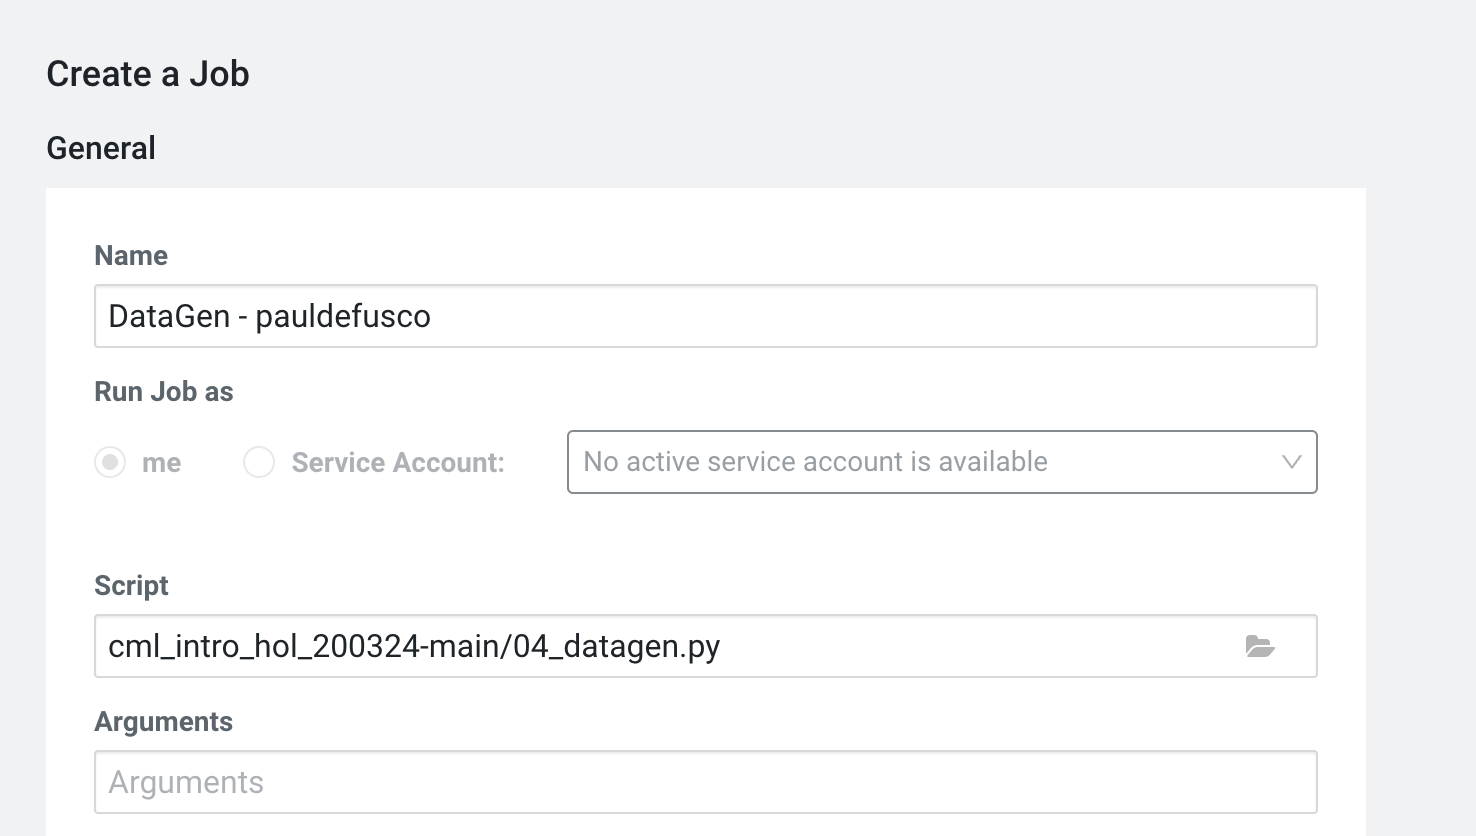 Create a Job
General
Name
DataGen - pauldefusco
Run Job as
me Service Account: No active service account is available
Script
cml_intro_hol_200324-main/04_datagen.py
Arguments
Arguments